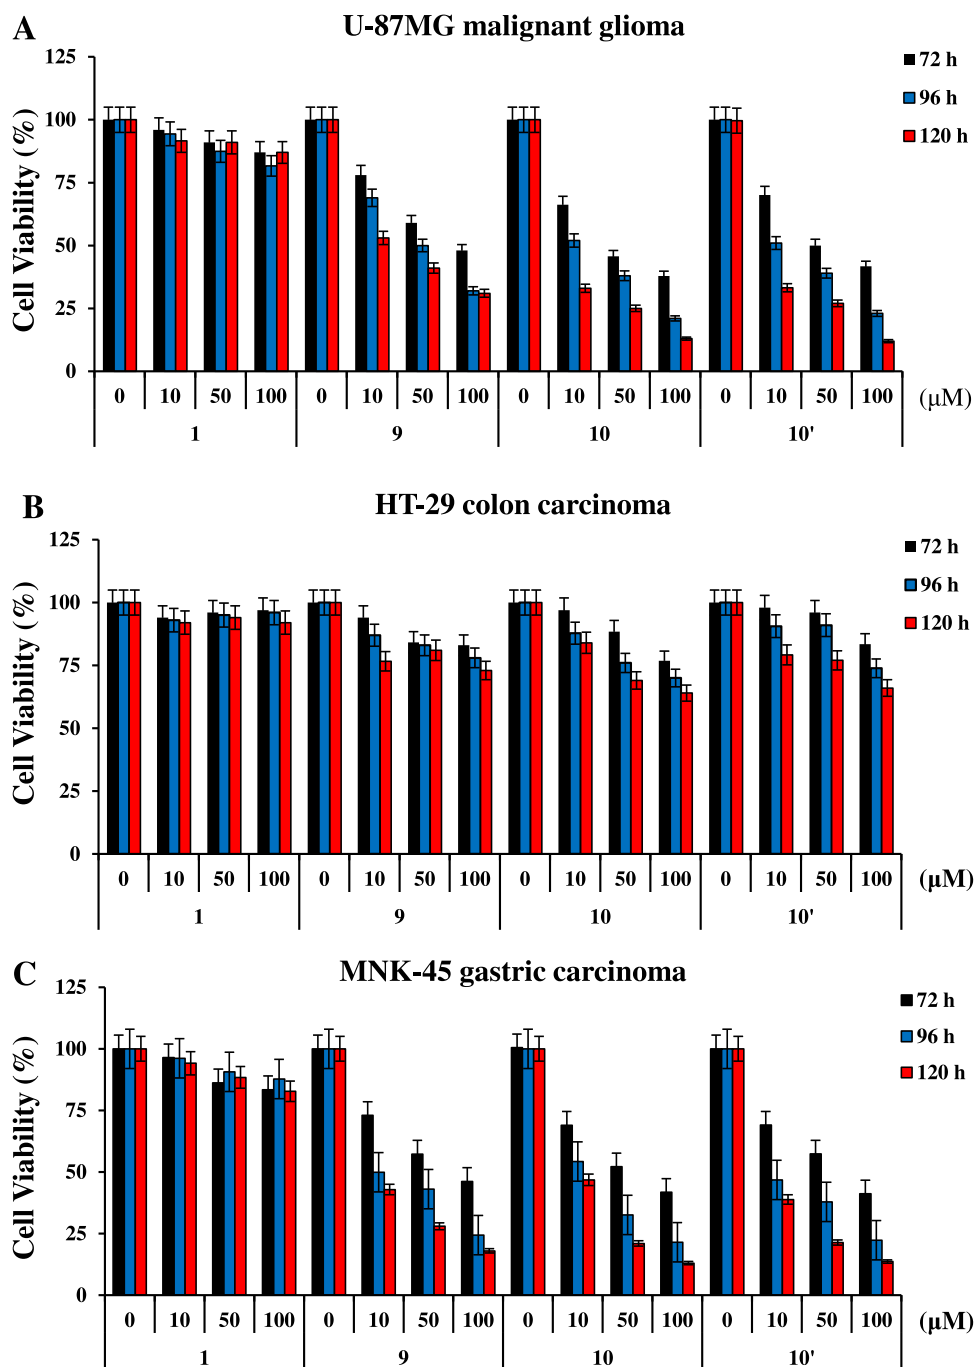 A
U-87MG malignant glioma
125
100
75
50
25
0
Cell Viability (%)
72 h
96 h
120 h
0 10 50 100 0 10 50 100 0 10 50 100 0 10 50 100 (μM)
1 9 10 10'
B
HT-29 colon carcinoma
125
100
75
50
25
0
Cell Viability (%)
72 h
96 h
120 h
0 10 50 100 0 10 50 100 0 10 50 100 0 10 50 100 (μM)
1 9 10 10'
C
MNK-45 gastric carcinoma
125
100
75
50
25
0
Cell Viability (%)
72 h
96 h
120 h
0 10 50 100 0 10 50 100 0 10 50 100 0 10 50 100 (μM)
1 9 10 10'